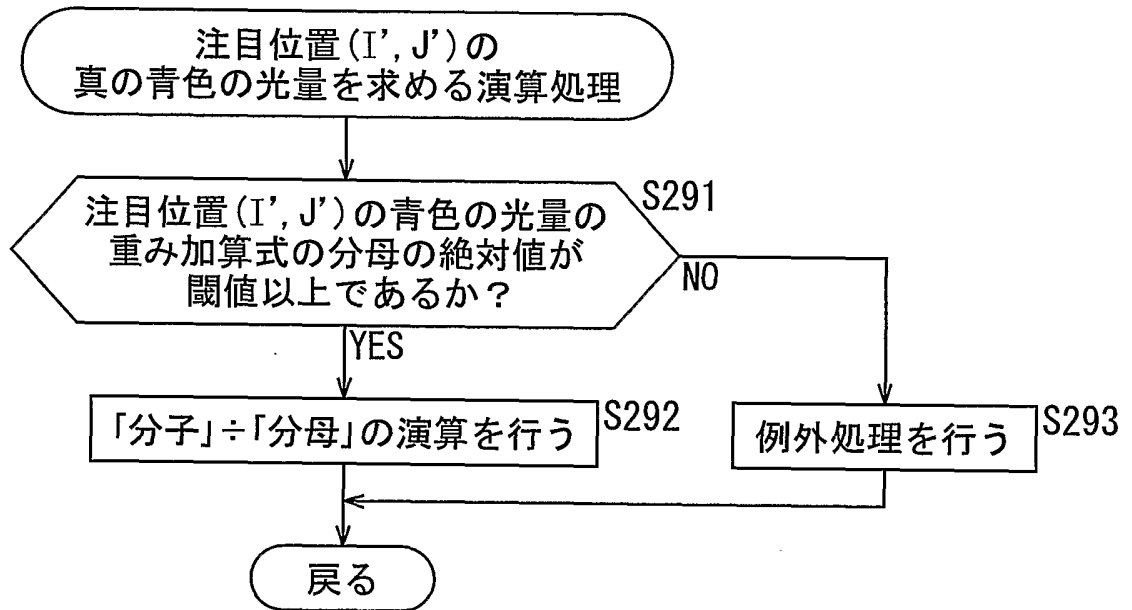 注目位置(I', J')の
真の青色の光量を求める演算処理
S291
注目位置(I', J')の青色の光量の
重み加算式の分母の絶対値が
閾値以上であるか？
NO
YES
「分子」÷「分母」の演算を行う
S292
例外処理を行う
S293
戻る